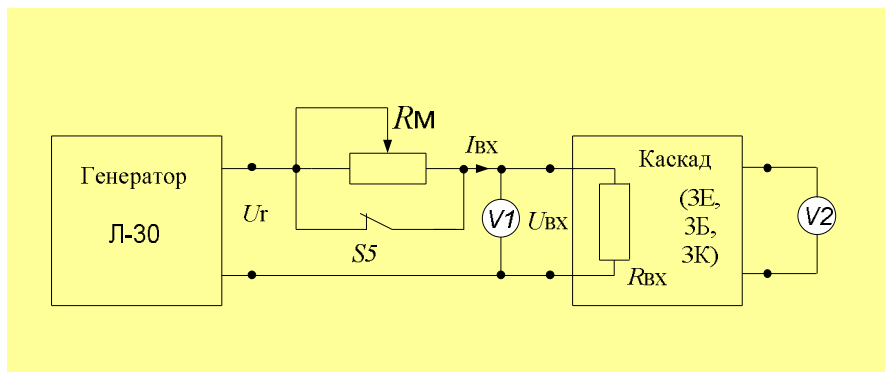 Генератор
Л-30
Uг
Rм
S5
Iвх
V1
Uвх
Каскад
(ЗЕ,
ЗБ,
ЗК)
Rвх
V2